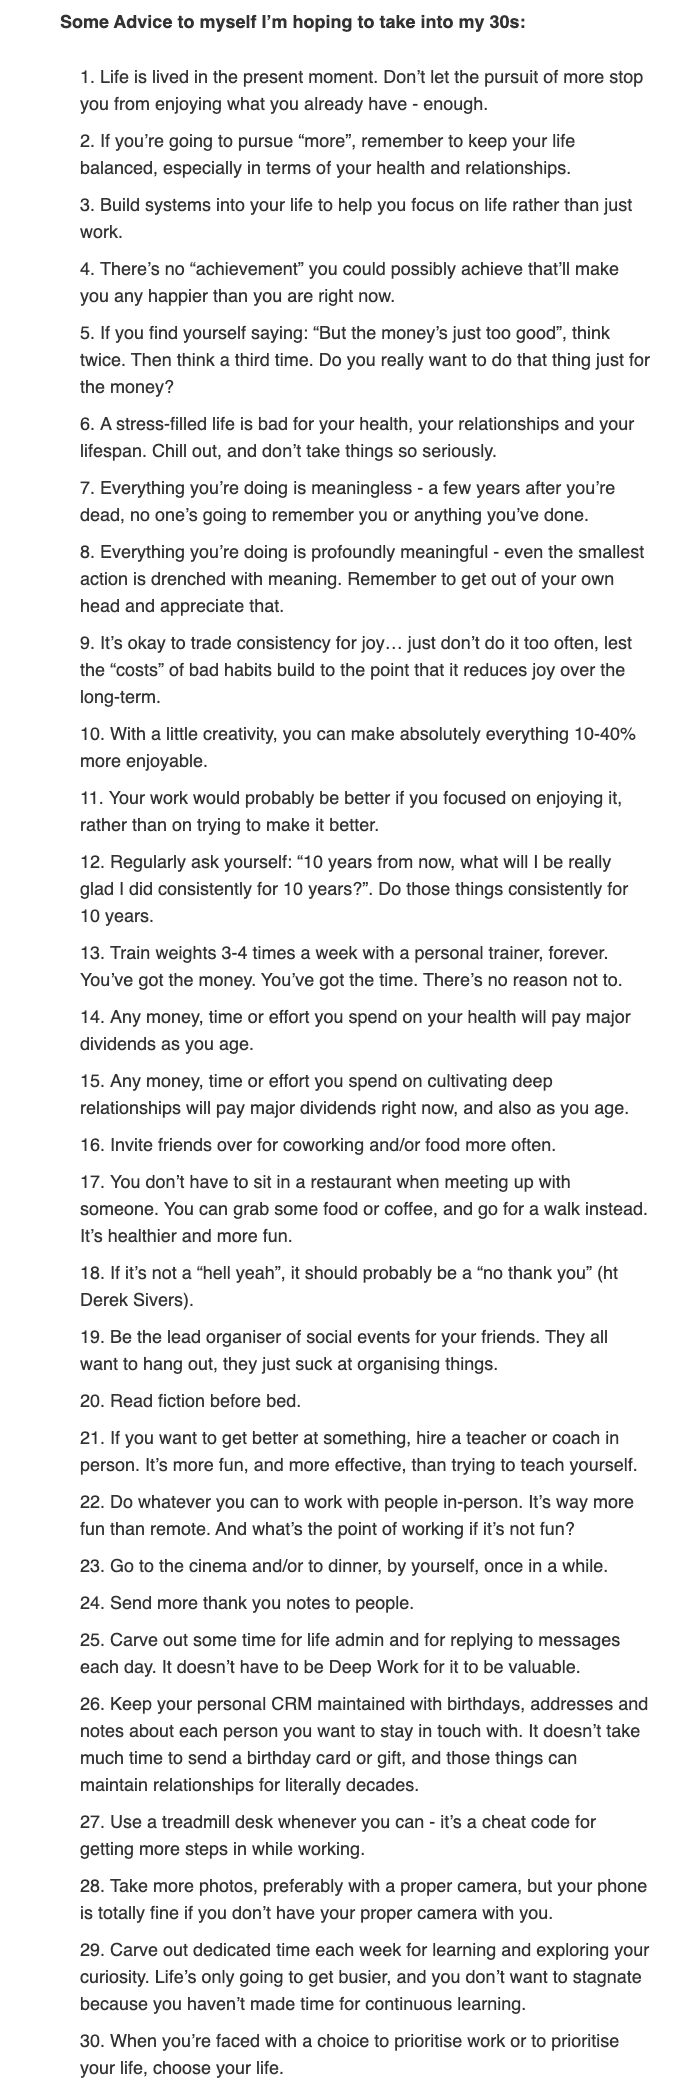 Some Advice to myself I’m hoping to take into my 30s:
1. Life is lived in the present moment. Don’t let the pursuit of more stop
you from enjoying what you already have - enough.
2. If you’re going to pursue “more”, remember to keep your life
balanced, especially in terms of your health and relationships.
3. Build systems into your life to help you focus on life rather than just
work.
4. There’s no “achievement” you could possibly achieve that’ll make
you any happier than you are right now.
5. If you find yourself saying: “But the money’s just too good”, think
twice. Then think a third time. Do you really want to do that thing just for
the money?
6. A stress-filled life is bad for your health, your relationships and your
lifespan. Chill out, and don’t take things so seriously.
7. Everything you’re doing is meaningless - a few years after you’re
dead, no one’s going to remember you or anything you’ve done.
8. Everything you’re doing is profoundly meaningful - even the smallest
action is drenched with meaning. Remember to get out of your own
head and appreciate that.
9. It’s okay to trade consistency for joy… just don’t do it too often, lest
the “costs” of bad habits build to the point that it reduces joy over the
long-term.
10. With a little creativity, you can make absolutely everything 10-40%
more enjoyable.
11. Your work would probably be better if you focused on enjoying it,
rather than on trying to make it better.
12. Regularly ask yourself: “10 years from now, what will I be really
glad I did consistently for 10 years?”. Do those things consistently for
10 years.
13. Train weights 3-4 times a week with a personal trainer, forever.
You’ve got the money. You’ve got the time. There’s no reason not to.
14. Any money, time or effort you spend on your health will pay major
dividends as you age.
15. Any money, time or effort you spend on cultivating deep
relationships will pay major dividends right now, and also as you age.
16. Invite friends over for coworking and/or food more often.
17. You don’t have to sit in a restaurant when meeting up with
someone. You can grab some food or coffee, and go for a walk instead.
It’s healthier and more fun.
18. If it’s not a “hell yeah”, it should probably be a “no thank you” (ht
Derek Sivers).
19. Be the lead organiser of social events for your friends. They all
want to hang out, they just suck at organising things.
20. Read fiction before bed.
21. If you want to get better at something, hire a teacher or coach in
person. It’s more fun, and more effective, than trying to teach yourself.
22. Do whatever you can to work with people in-person. It’s way more
fun than remote. And what’s the point of working if it’s not fun?
23. Go to the cinema and/or to dinner, by yourself, once in a while.
24. Send more thank you notes to people.
25. Carve out some time for life admin and for replying to messages
each day. It doesn’t have to be Deep Work for it to be valuable.
26. Keep your personal CRM maintained with birthdays, addresses and
notes about each person you want to stay in touch with. It doesn’t take
much time to send a birthday card or gift, and those things can
maintain relationships for literally decades.
27. Use a treadmill desk whenever you can - it’s a cheat code for
getting more steps in while working.
28. Take more photos, preferably with a proper camera, but your phone
is totally fine if you don’t have your proper camera with you.
29. Carve out dedicated time each week for learning and exploring your
curiosity. Life’s only going to get busier, and you don’t want to stagnate
because you haven’t made time for continuous learning.
30. When you’re faced with a choice to prioritise work or to prioritise
your life, choose your life.